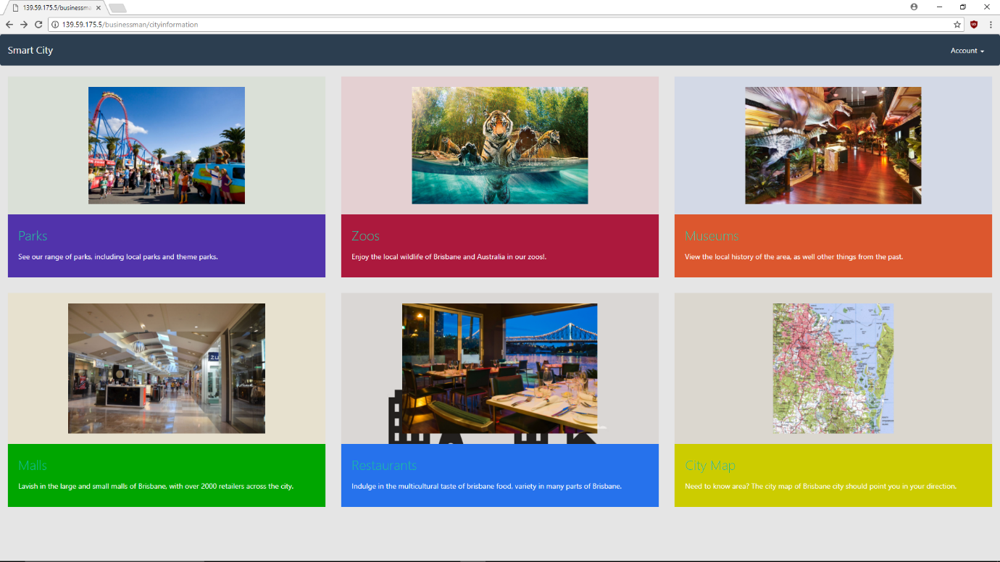 139.59.175.5/businessma
139.59.175.5/businessman/cityinformation
Smart City
Account
Parks
See our range of parks, including local parks and theme parks.
Zoos
Enjoy the local wildlife of Brisbane and Australia in our zoos!.
Museums
View the local history of the area, as well other things from the past.
Malls
Lavish in the large and small malls of Brisbane, with over 2000 retailers across the city.
Restaurants
Indulge in the multicultural taste of brisbane food, variety in many parts of Brisbane.
City Map
Need to know area? The city map of Brisbane city should point you in your direction.